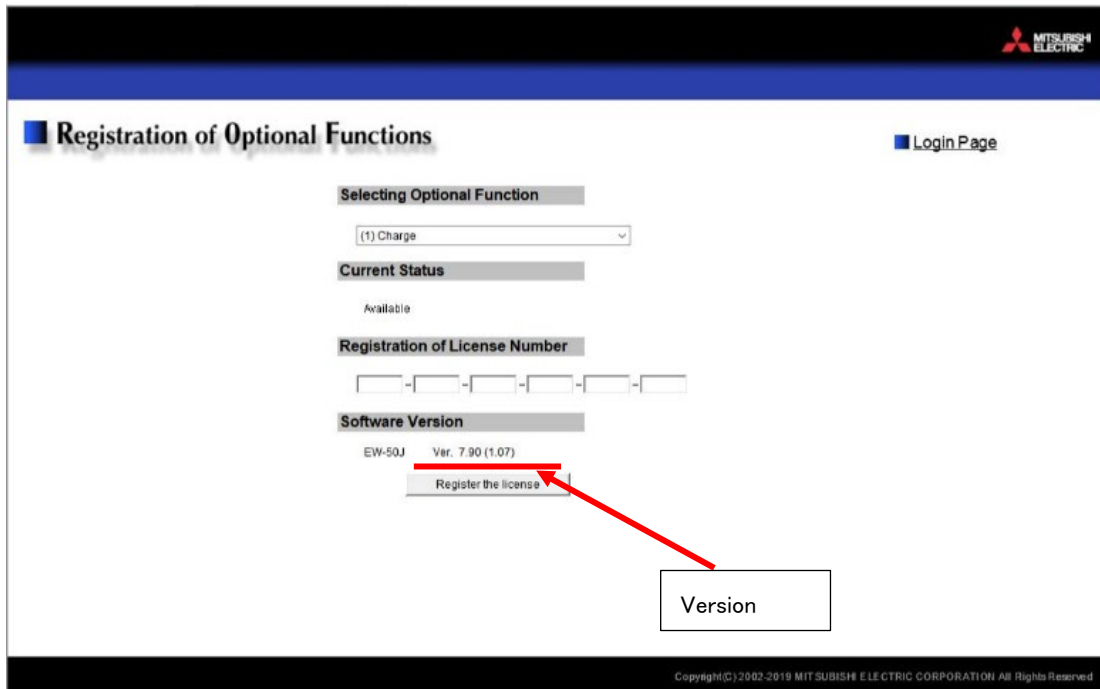 MITSUBISHI
ELECTRIC
Registration of Optional Functions
Login Page
Selecting Optional Function
(1) Charge
Current Status
Available
Registration of License Number
- - - - -
Software Version
EW-50J Ver. 7.90 (1.07)
Register the license
Version
Copyright(C) 2002-2019 MITSUBISHI ELECTRIC CORPORATION All Rights Reserved